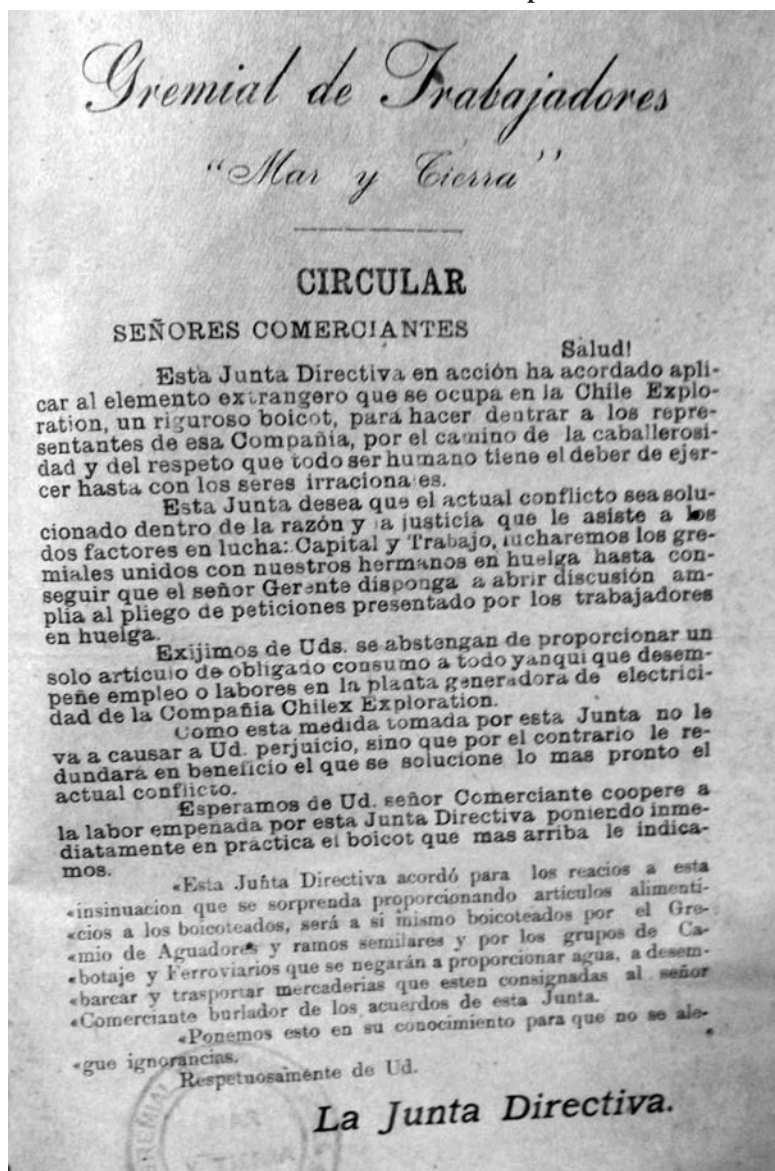 Gremial de Trabajadores
“Mar y Tierra’’
CIRCULAR
SEÑORES COMERCIANTES
Salud!
Esta Junta Directiva en acción ha acordado apli-
car al elemento extrangero que se ocupa en la Chile Explo-
ration, un riguroso boicot, para hacer dentrar a los repre-
sentantes de esa Compañia, por el camino de la caballerosi-
dad y del respeto que todo ser humano tiene el deber de ejer-
cer hasta con los seres irracionales.
Esta Junta desea que el actual conflicto sea solu-
cionado dentro de la razón y la justicia que le asiste a los
dos factores en lucha: Capital y Trabajo, lucharemos los gre-
miales unidos con nuestros hermanos en huelga hasta con-
seguir que el señor Gerente disponga a abrir discusión am-
plia al pliego de peticiones presentado por los trabajadores
en huelga.
Exijimos de Uds. se abstengan de proporcionar un
solo articulo de obligado consumo a todo yanqui que desem-
peñe empleo o labores en la planta generadora de electrici-
dad de la Compañia Chilex Exploration.
Como esta medida tomada por esta Junta no le
va a causar a Ud. perjuicio, sino que por el contrario le re-
dundará en beneficio el que se solucione lo mas pronto el
actual conflicto.
Esperamos de Ud. señor Comerciante coopere a
la labor empeñada por esta Junta Directiva poniendo inme-
diatamente en práctica el boicot que mas arriba le indica-
mos.
«Esta Junta Directiva acordó para los reacios a esta
«insinuacion que se sorprenda proporcionando articulos alimenti-
«cios a los boicoteados, será a si mismo boicoteados por el Gre-
«mio de Aguadores y ramos semilares y por los grupos de Ca-
«botaje y Ferroviarios que se negarán a proporcionar agua, a desem-
«barcar y trasportar mercaderias que esten consignadas al señor
«Comerciante burlador de los acuerdos de esta Junta.
«Ponemos esto en su conocimiento para que no se ale-
«gue ignorancias.
Respetuosamente de Ud.
La Junta Directiva.
GREMIAL